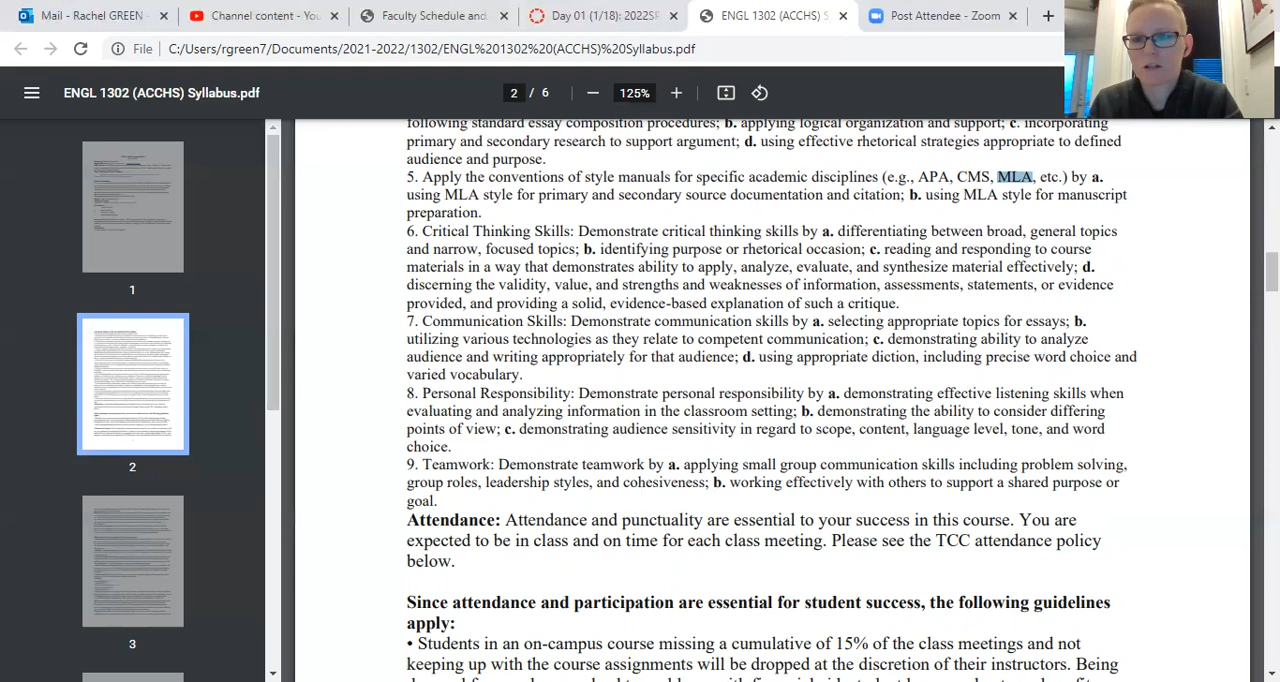 Mail - Rachel GREEN -
Channel content - You
Faculty Schedule and
Day 01 (1/18): 2022SP
ENGL 1302 (ACCHS) S
Post Attendee - Zoom
File
C:/Users/rgreen7/Documents/2021-2022/1302/ENGL%201302%20(ACCHS)%20Syllabus.pdf
ENGL 1302 (ACCHS) Syllabus.pdf
2 / 6
125%
following standard essay composition procedures; b. applying logical organization and support; c. incorporating
primary and secondary research to support argument; d. using effective rhetorical strategies appropriate to defined
audience and purpose.
5. Apply the conventions of style manuals for specific academic disciplines (e.g., APA, CMS, MLA, etc.) by a.
using MLA style for primary and secondary source documentation and citation; b. using MLA style for manuscript
preparation.
6. Critical Thinking Skills: Demonstrate critical thinking skills by a. differentiating between broad, general topics
and narrow, focused topics; b. identifying purpose or rhetorical occasion; c. reading and responding to course
materials in a way that demonstrates ability to apply, analyze, evaluate, and synthesize material effectively; d.
discerning the validity, value, and strengths and weaknesses of information, assessments, statements, or evidence
provided, and providing a solid, evidence-based explanation of such a critique.
7. Communication Skills: Demonstrate communication skills by a. selecting appropriate topics for essays; b.
utilizing various technologies as they relate to competent communication; c. demonstrating ability to analyze
audience and writing appropriately for that audience; d. using appropriate diction, including precise word choice and
varied vocabulary.
8. Personal Responsibility: Demonstrate personal responsibility by a. demonstrating effective listening skills when
evaluating and analyzing information in the classroom setting; b. demonstrating the ability to consider differing
points of view; c. demonstrating audience sensitivity in regard to scope, content, language level, tone, and word
choice.
9. Teamwork: Demonstrate teamwork by a. applying small group communication skills including problem solving,
group roles, leadership styles, and cohesiveness; b. working effectively with others to support a shared purpose or
goal.
Attendance: Attendance and punctuality are essential to your success in this course. You are
expected to be in class and on time for each class meeting. Please see the TCC attendance policy
below.
Since attendance and participation are essential for student success, the following guidelines
apply:
• Students in an on-campus course missing a cumulative of 15% of the class meetings and not
keeping up with the course assignments will be dropped at the discretion of their instructors. Being
1
2
3